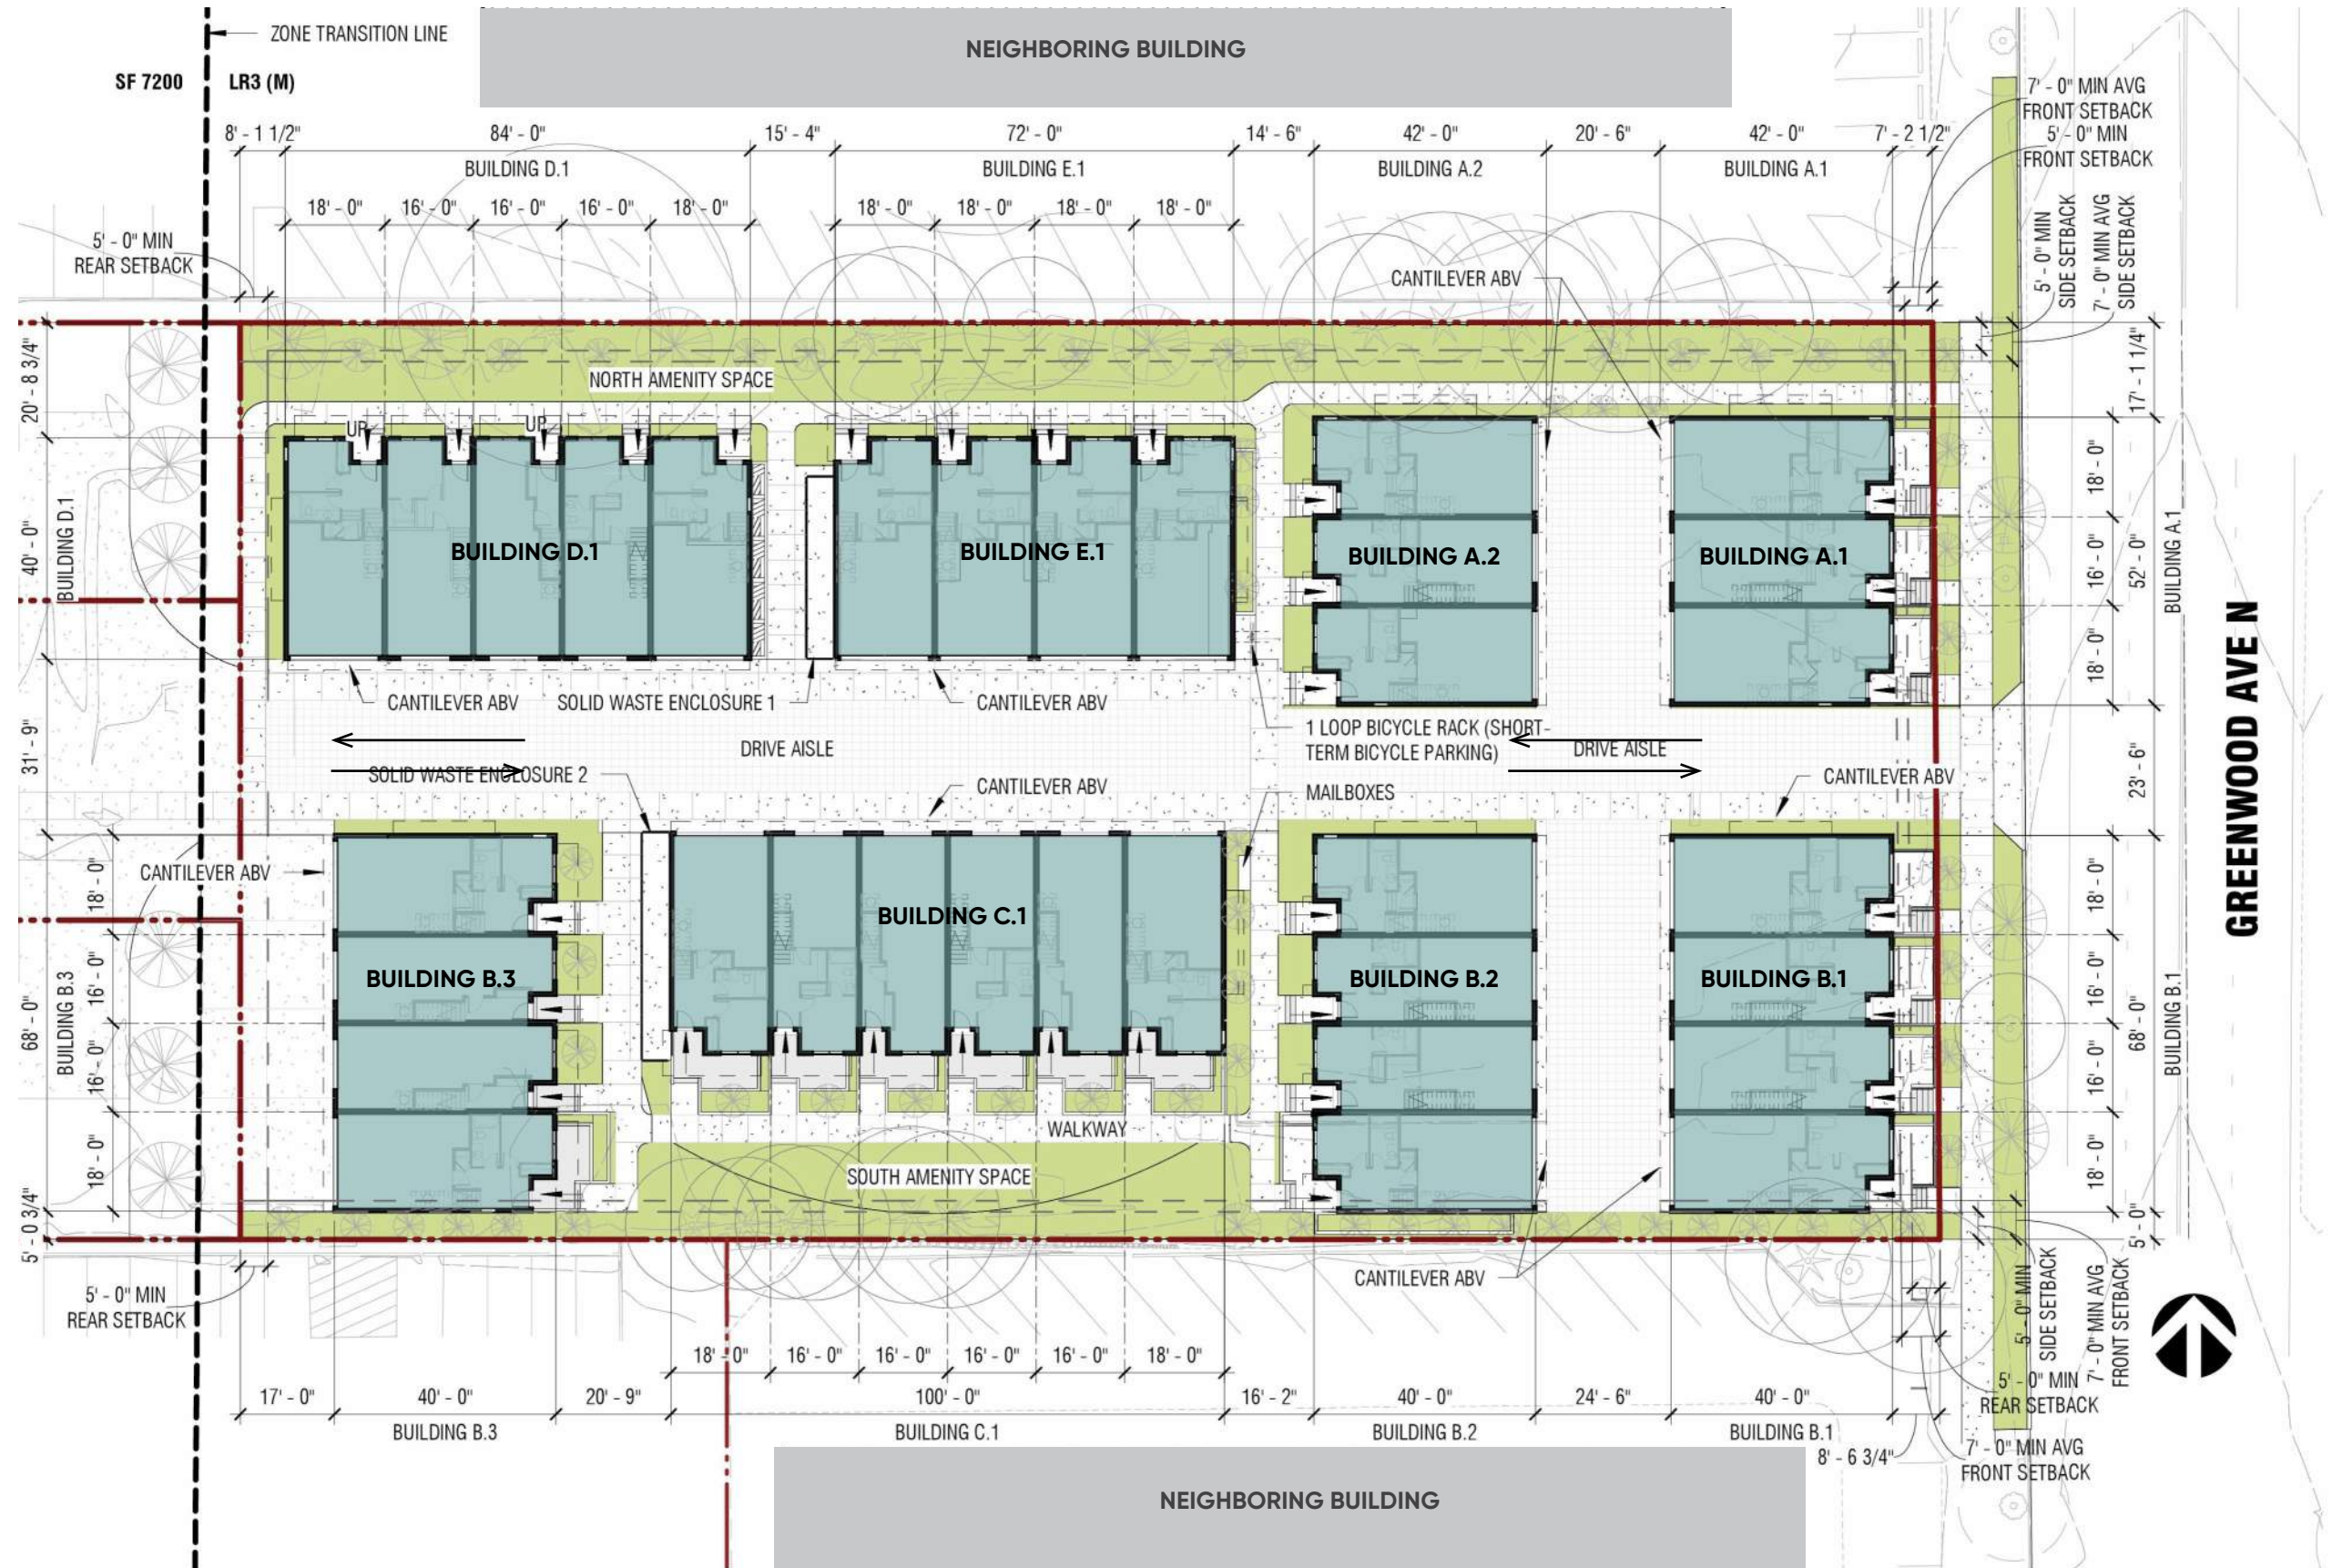 ZONE TRANSITION LINE
NEIGHBORING BUILDING
SF 7200
LR3 (M)
7' - 0" MIN AVG
FRONT SETBACK
5' - 0" MIN
FRONT SETBACK
8' - 1 1/2"
84' - 0"
15' - 4"
72' - 0"
14' - 6"
42' - 0"
20' - 6"
42' - 0"
7' - 2 1/2"
BUILDING D.1
BUILDING E.1
BUILDING A.2
BUILDING A.1
18' - 0"
16' - 0"
16' - 0"
16' - 0"
18' - 0"
18' - 0"
18' - 0"
18' - 0"
18' - 0"
5' - 0" MIN
REAR SETBACK
5' - 0" MIN
SIDE SETBACK
7' - 0" MIN AVG
SIDE SETBACK
CANTILEVER ABV
20' - 8 3/4"
17' - 1 1/4"
NORTH AMENITY SPACE
UP
UP
40' - 0"
BUILDING D.1
BUILDING D.1
BUILDING E.1
BUILDING A.2
BUILDING A.1
18' - 0"
16' - 0"
18' - 0"
52' - 0"
BUILDING A.1
GREENWOOD AVE N
CANTILEVER ABV
SOLID WASTE ENCLOSURE 1
CANTILEVER ABV
1 LOOP BICYCLE RACK (SHORT-
TERM BICYCLE PARKING)
31' - 9"
DRIVE AISLE
DRIVE AISLE
23' - 6"
SOLID WASTE ENCLOSURE 2
CANTILEVER ABV
MAILBOXES
CANTILEVER ABV
CANTILEVER ABV
18' - 0"
16' - 0"
16' - 0"
18' - 0"
68' - 0"
BUILDING B.3
BUILDING B.3
BUILDING C.1
BUILDING B.2
BUILDING B.1
18' - 0"
16' - 0"
16' - 0"
18' - 0"
68' - 0"
BUILDING B.1
WALKWAY
SOUTH AMENITY SPACE
5' - 0 3/4"
5' - 0"
CANTILEVER ABV
5' - 0" MIN
REAR SETBACK
5' - 0" MIN
SIDE SETBACK
7' - 0" MIN AVG
FRONT SETBACK
18' - 0"
16' - 0"
16' - 0"
16' - 0"
16' - 0"
18' - 0"
17' - 0"
40' - 0"
20' - 9"
100' - 0"
16' - 2"
40' - 0"
24' - 6"
40' - 0"
5' - 0" MIN
REAR SETBACK
BUILDING B.3
BUILDING C.1
BUILDING B.2
BUILDING B.1
8' - 6 3/4"
7' - 0" MIN AVG
FRONT SETBACK
NEIGHBORING BUILDING